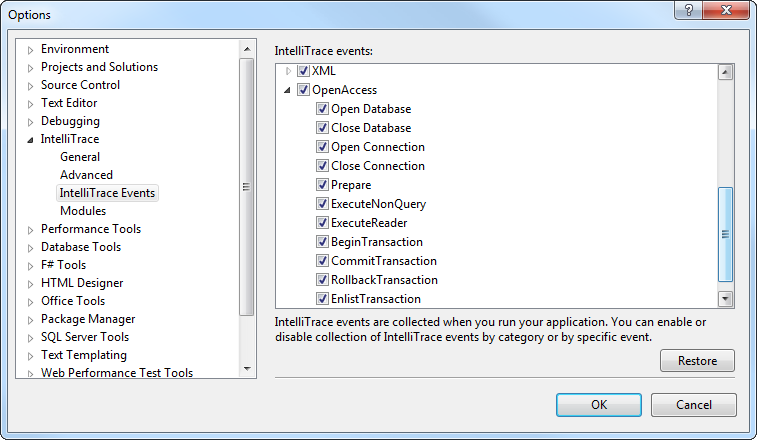 Options
Environment
Projects and Solutions
Source Control
Text Editor
Debugging
IntelliTrace
General
Advanced
IntelliTrace Events
Modules
Performance Tools
Database Tools
F# Tools
HTML Designer
Office Tools
Package Manager
SQL Server Tools
Text Templating
Web Performance Test Tools
IntelliTrace events:
XML
OpenAccess
Open Database
Close Database
Open Connection
Close Connection
Prepare
ExecuteNonQuery
ExecuteReader
BeginTransaction
CommitTransaction
RollbackTransaction
EnlistTransaction
IntelliTrace events are collected when you run your application. You can enable or
disable collection of IntelliTrace events by category or by specific event.
Restore
OK
Cancel